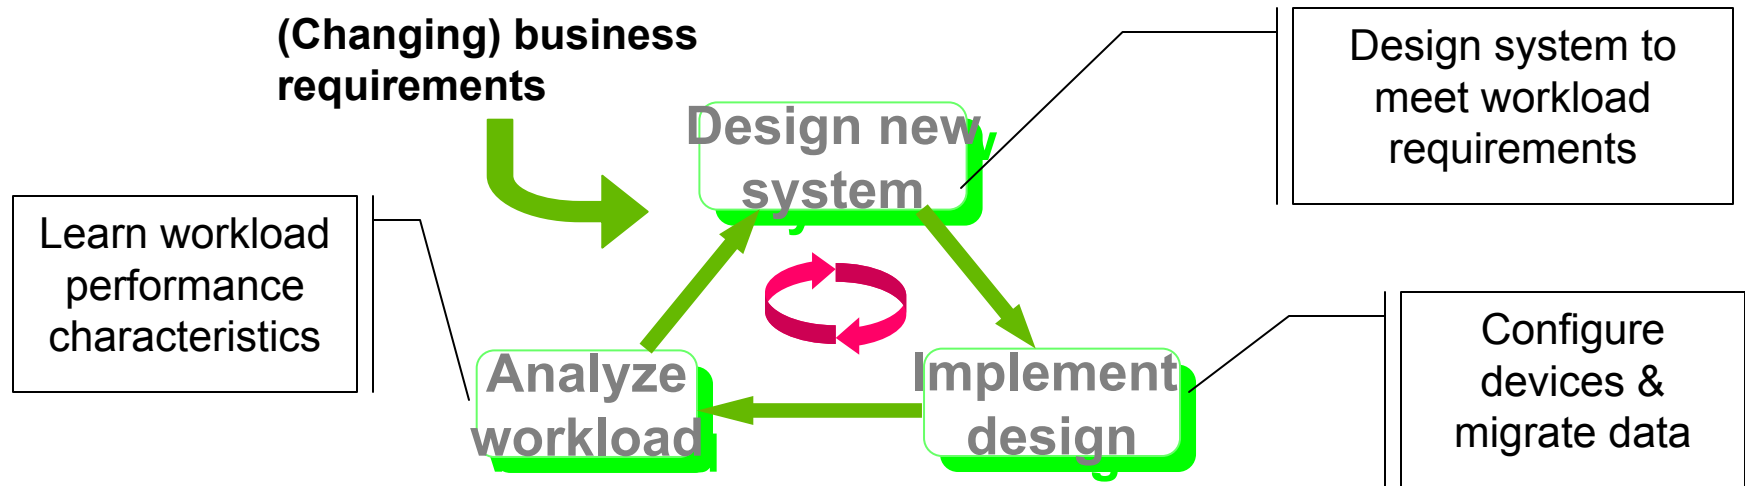 (Changing) business
requirements
Design new
system
Design system to
meet workload
requirements
Learn workload
performance
characteristics
Analyze
workload
Implement
design
Configure
devices &
migrate data